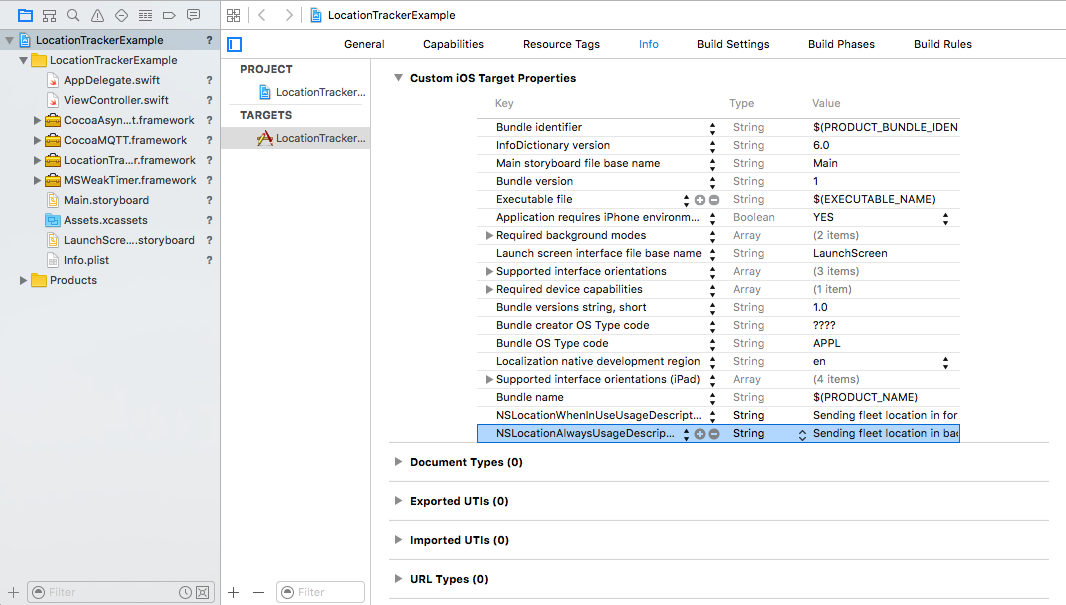 LocationTrackerExample
LocationTrackerExample ?
LocationTrackerExample
AppDelegate.swift ?
ViewController.swift ?
CocoaAsyn...t.framework ?
CocoaMQTT.framework ?
LocationTra...r.framework ?
MSWeakTimer.framework ?
Main.storyboard ?
Assets.xcassets ?
LaunchScre....storyboard ?
Info.plist ?
Products
Filter
General Capabilities Resource Tags Info Build Settings Build Phases Build Rules
PROJECT
LocationTracker...
TARGETS
LocationTracker...
Filter
Custom iOS Target Properties
Key Type Value
Bundle identifier String $(PRODUCT_BUNDLE_IDEN
InfoDictionary version String 6.0
Main storyboard file base name String Main
Bundle version String 1
Executable file String $(EXECUTABLE_NAME)
Application requires iPhone environm... Boolean YES
Required background modes Array (2 items)
Launch screen interface file base name String LaunchScreen
Supported interface orientations Array (3 items)
Required device capabilities Array (1 item)
Bundle versions string, short String 1.0
Bundle creator OS Type code String ????
Bundle OS Type code String APPL
Localization native development region String en
Supported interface orientations (iPad) Array (4 items)
Bundle name String $(PRODUCT_NAME)
NSLocationWhenInUseUsageDescript... String Sending fleet location in for
NSLocationAlwaysUsageDescrip... String Sending fleet location in bac
Document Types (0)
Exported UTIs (0)
Imported UTIs (0)
URL Types (0)